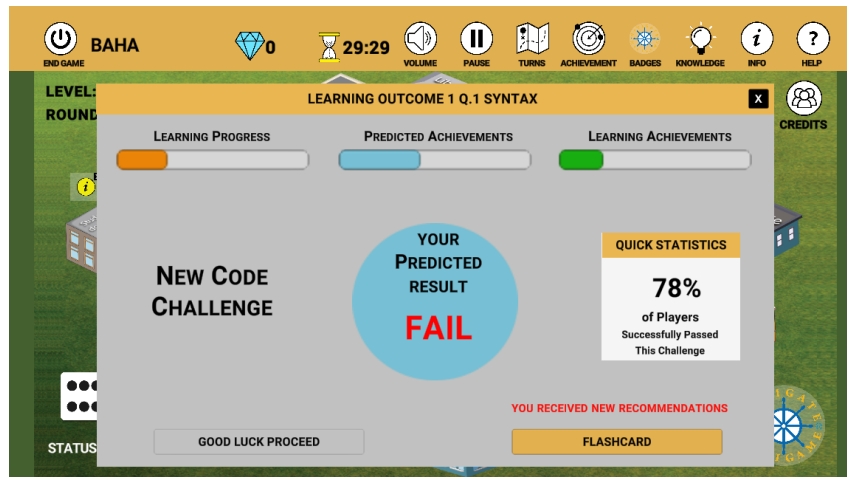 BAHA
0
29:29
END GAME
VOLUME
PAUSE
TURNS
ACHIEVEMENT
BADGES
KNOWLEDGE
i
INFO
?
HELP
LEVEL:
ROUND
CREDITS
LEARNING OUTCOME 1 Q.1 SYNTAX
X
LEARNING PROGRESS
PREDICTED ACHIEVEMENTS
LEARNING ACHIEVEMENTS
i
NEW CODE
CHALLENGE
YOUR
PREDICTED
RESULT
FAIL
QUICK STATISTICS
78%
of Players
Successfully Passed
This Challenge
YOU RECEIVED NEW RECOMMENDATIONS
GOOD LUCK PROCEED
FLASHCARD
STATUS